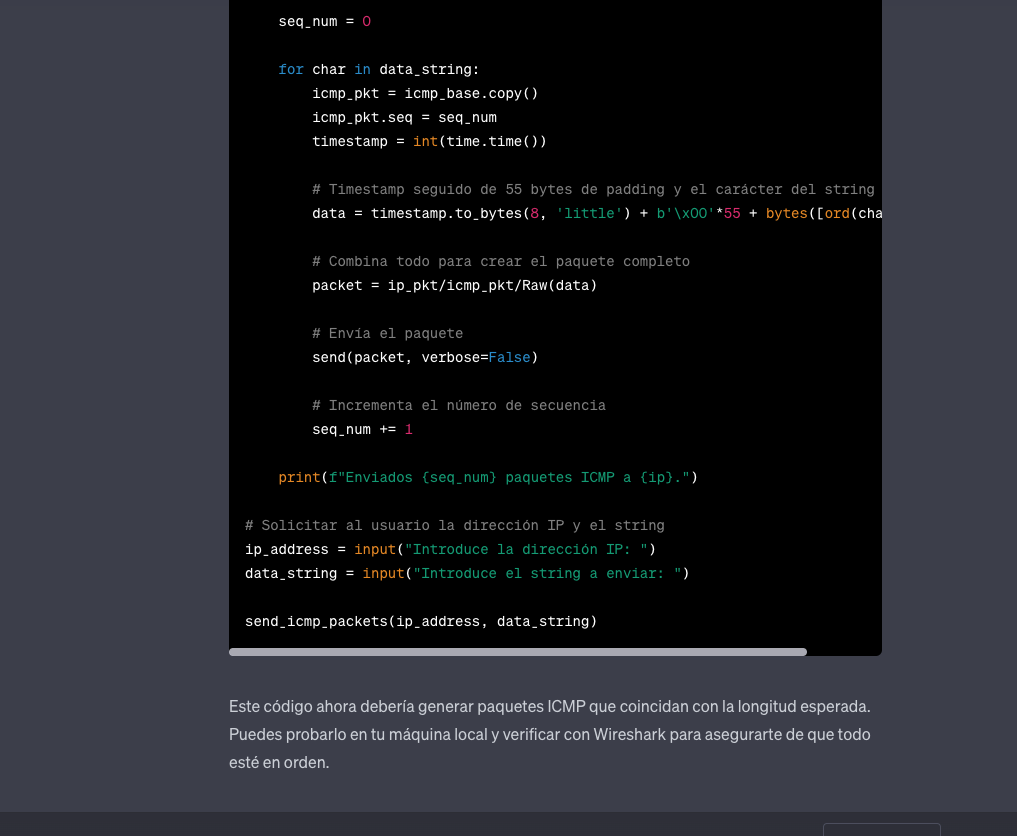 seq_num = 0
for char in data_string:
icmp_pkt = icmp_base.copy()
icmp_pkt.seq = seq_num
timestamp = int(time.time())
# Timestamp seguido de 55 bytes de padding y el carácter del string
data = timestamp.to_bytes(8, 'little') + b'\x00'*55 + bytes([ord(cha
# Combina todo para crear el paquete completo
packet = ip_pkt/icmp_pkt/Raw(data)
# Envía el paquete
send(packet, verbose=False)
# Incrementa el número de secuencia
seq_num += 1
print(f"Enviados {seq_num} paquetes ICMP a {ip}.")
# Solicitar al usuario la dirección IP y el string
ip_address = input("Introduce la dirección IP: ")
data_string = input("Introduce el string a enviar: ")
send_icmp_packets(ip_address, data_string)
Este código ahora debería generar paquetes ICMP que coincidan con la longitud esperada.
Puedes probarlo en tu máquina local y verificar con Wireshark para asegurarte de que todo
esté en orden.